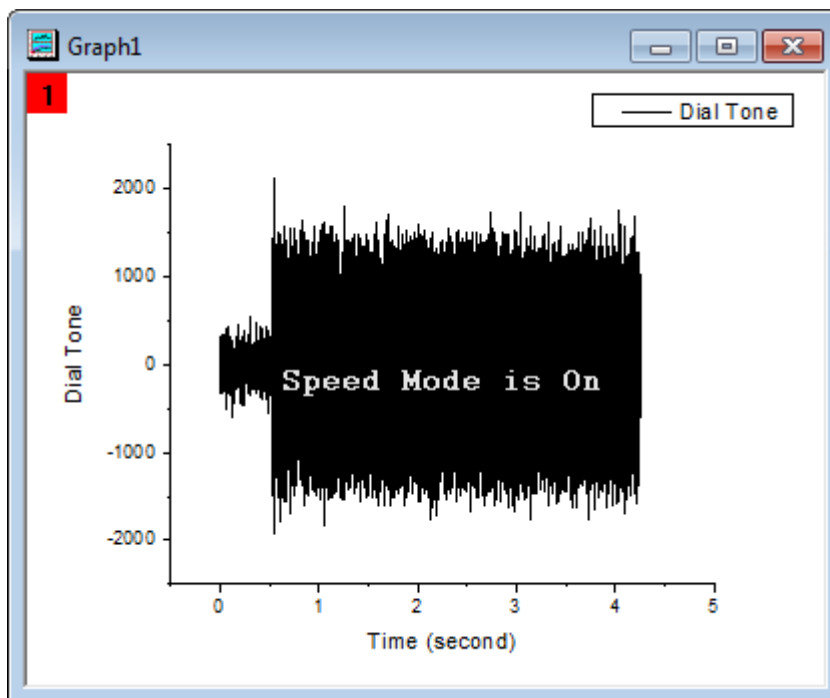 Graph1
1
Dial Tone
2000
1000
0
-1000
-2000
Dial Tone
Speed Mode is On
0 1 2 3 4 5
Time (second)